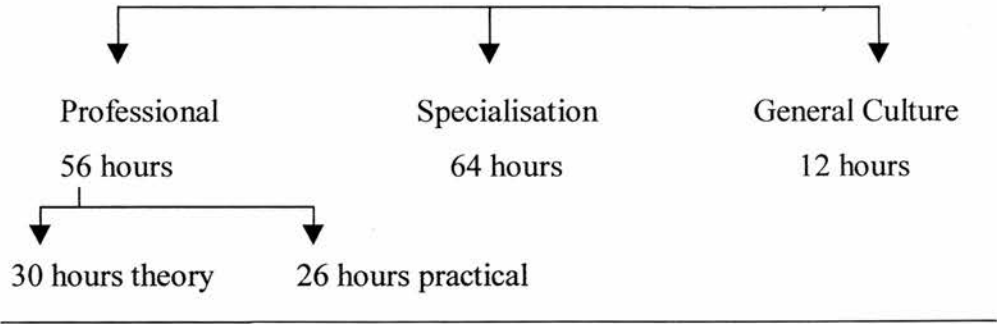 Professional Specialisation General Culture
56 hours 64 hours 12 hours
30 hours theory 26 hours practical